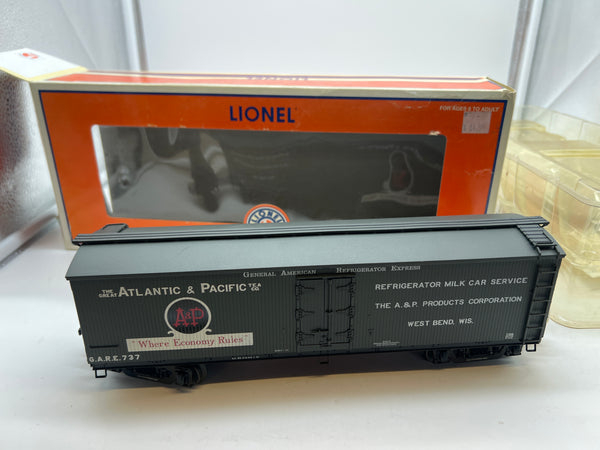 LIONEL
FOR AGES 8 TO ADULT
LIONEL
GENERAL AMERICAN REFRIGERATOR EXPRESS
THE GREAT ATLANTIC & PACIFIC TEA CO.
A&P
"Where Economy Rules"
G.A.R.E. 737
REFRIGERATOR MILK CAR SERVICE
THE A.&P. PRODUCTS CORPORATION
WEST BEND, WIS.